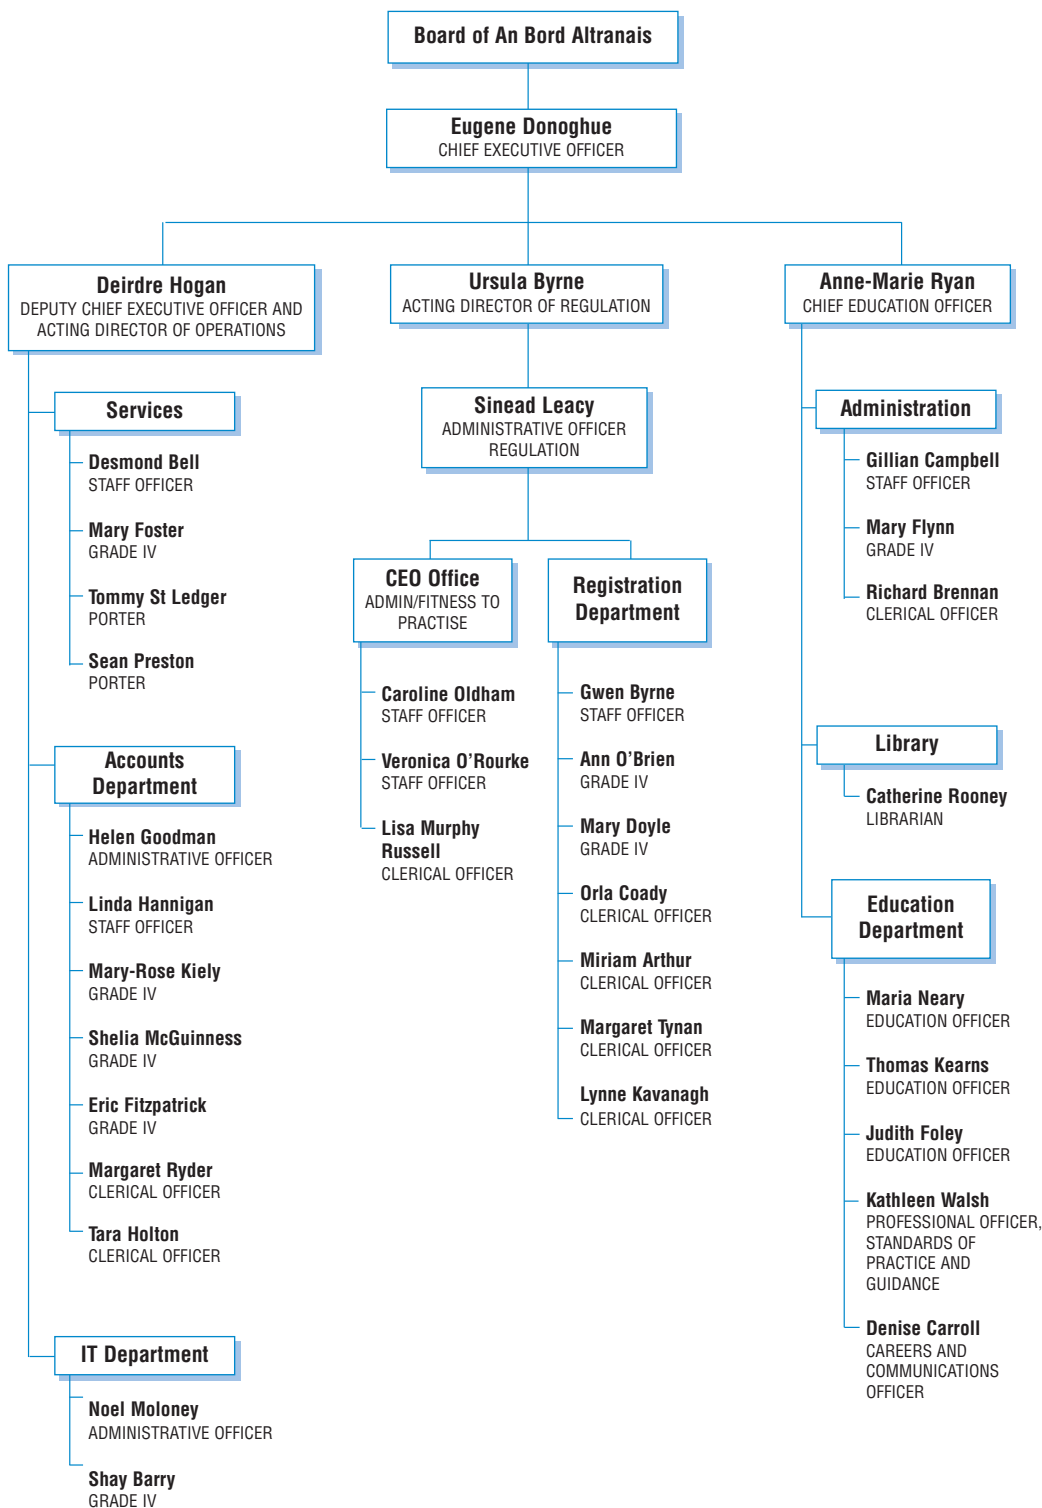 Board of An Bord Altranais
Eugene Donoghue
CHIEF EXECUTIVE OFFICER
Deirdre Hogan
DEPUTY CHIEF EXECUTIVE OFFICER AND
ACTING DIRECTOR OF OPERATIONS
Services
Desmond Bell
STAFF OFFICER
Mary Foster
GRADE IV
Tommy St Ledger
PORTER
Sean Preston
PORTER
Accounts
Department
Helen Goodman
ADMINISTRATIVE OFFICER
Linda Hannigan
STAFF OFFICER
Mary-Rose Kiely
GRADE IV
Shelia McGuinness
GRADE IV
Eric Fitzpatrick
GRADE IV
Margaret Ryder
CLERICAL OFFICER
Tara Holton
CLERICAL OFFICER
IT Department
Noel Moloney
ADMINISTRATIVE OFFICER
Shay Barry
GRADE IV
Ursula Byrne
ACTING DIRECTOR OF REGULATION
Sinead Leacy
ADMINISTRATIVE OFFICER
REGULATION
CEO Office
ADMIN/FITNESS TO
PRACTISE
Caroline Oldham
STAFF OFFICER
Veronica O'Rourke
STAFF OFFICER
Lisa Murphy
Russell
CLERICAL OFFICER
Registration
Department
Gwen Byrne
STAFF OFFICER
Ann O'Brien
GRADE IV
Mary Doyle
GRADE IV
Orla Coady
CLERICAL OFFICER
Miriam Arthur
CLERICAL OFFICER
Margaret Tynan
CLERICAL OFFICER
Lynne Kavanagh
CLERICAL OFFICER
Anne-Marie Ryan
CHIEF EDUCATION OFFICER
Administration
Gillian Campbell
STAFF OFFICER
Mary Flynn
GRADE IV
Richard Brennan
CLERICAL OFFICER
Library
Catherine Rooney
LIBRARIAN
Education
Department
Maria Neary
EDUCATION OFFICER
Thomas Kearns
EDUCATION OFFICER
Judith Foley
EDUCATION OFFICER
Kathleen Walsh
PROFESSIONAL OFFICER,
STANDARDS OF
PRACTICE AND
GUIDANCE
Denise Carroll
CAREERS AND
COMMUNICATIONS
OFFICER